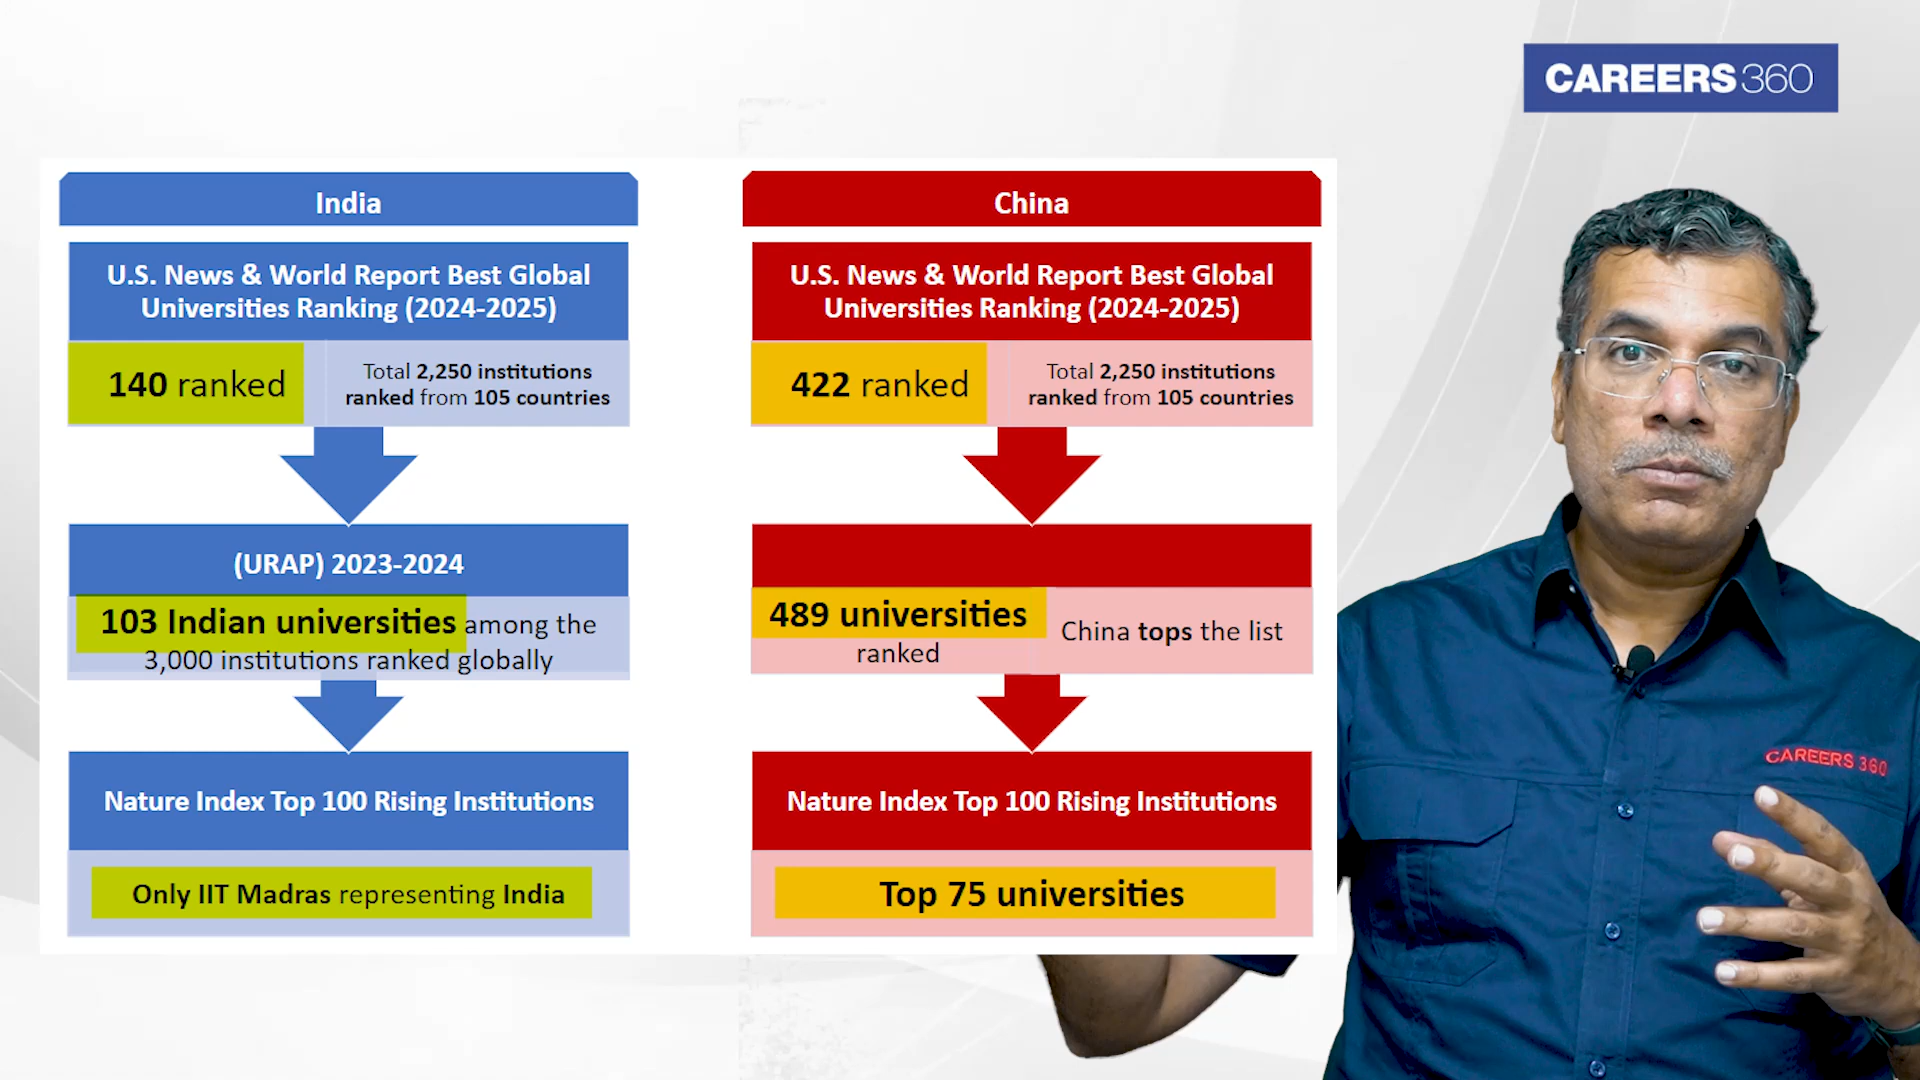 CAREERS360
India
U.S. News & World Report Best Global
Universities Ranking (2024-2025)
140 ranked
Total 2,250 institutions
ranked from 105 countries
(URAP) 2023-2024
103 Indian universities among the
3,000 institutions ranked globally
Nature Index Top 100 Rising Institutions
Only IIT Madras representing India
China
U.S. News & World Report Best Global
Universities Ranking (2024-2025)
422 ranked
Total 2,250 institutions
ranked from 105 countries
489 universities
ranked
China tops the list
Nature Index Top 100 Rising Institutions
Top 75 universities
CAREERS 360